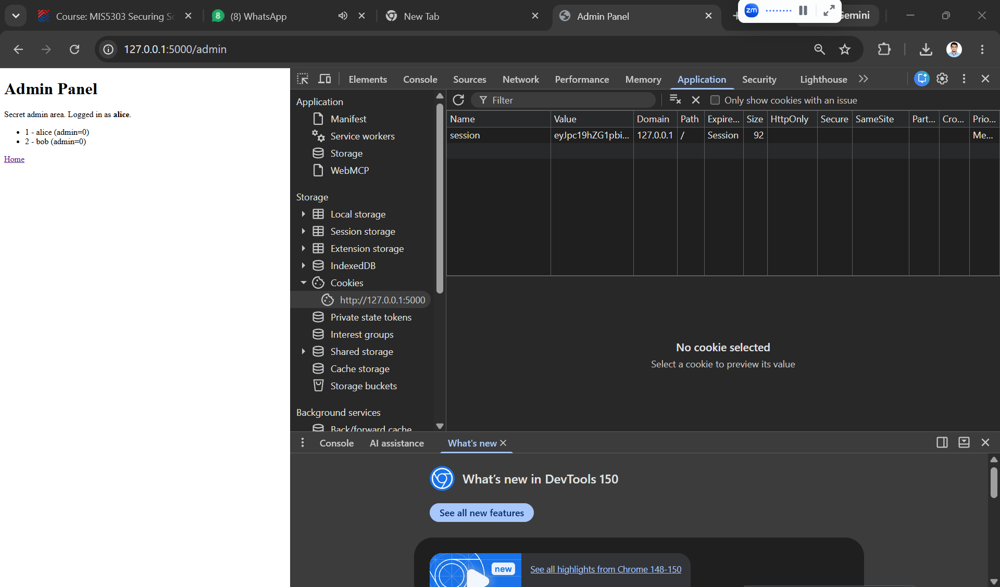 Course: MIS5303 Securing S
8 (8) WhatsApp
New Tab
Admin Panel
zm
emini
127.0.0.1:5000/admin
Admin Panel
Secret admin area. Logged in as alice.
• 1 - alice (admin=0)
• 2 - bob (admin=0)
Home
Elements Console Sources Network Performance Memory Application Security Lighthouse
Application
Manifest
Service workers
Storage
WebMCP
Storage
Local storage
Session storage
Extension storage
IndexedDB
Cookies
http://127.0.0.1:5000
Private state tokens
Interest groups
Shared storage
Cache storage
Storage buckets
Background services
Back/forward cache
Filter
Only show cookies with an issue
Name Value Domain Path Expire... Size HttpOnly Secure SameSite Part... Cro... Prio...
session eyJpc19hZG1pbi... 127.0.0.1 / Session 92 Me...
No cookie selected
Select a cookie to preview its value
Console AI assistance What's new
What's new in DevTools 150
See all new features
new
See all highlights from Chrome 148-150